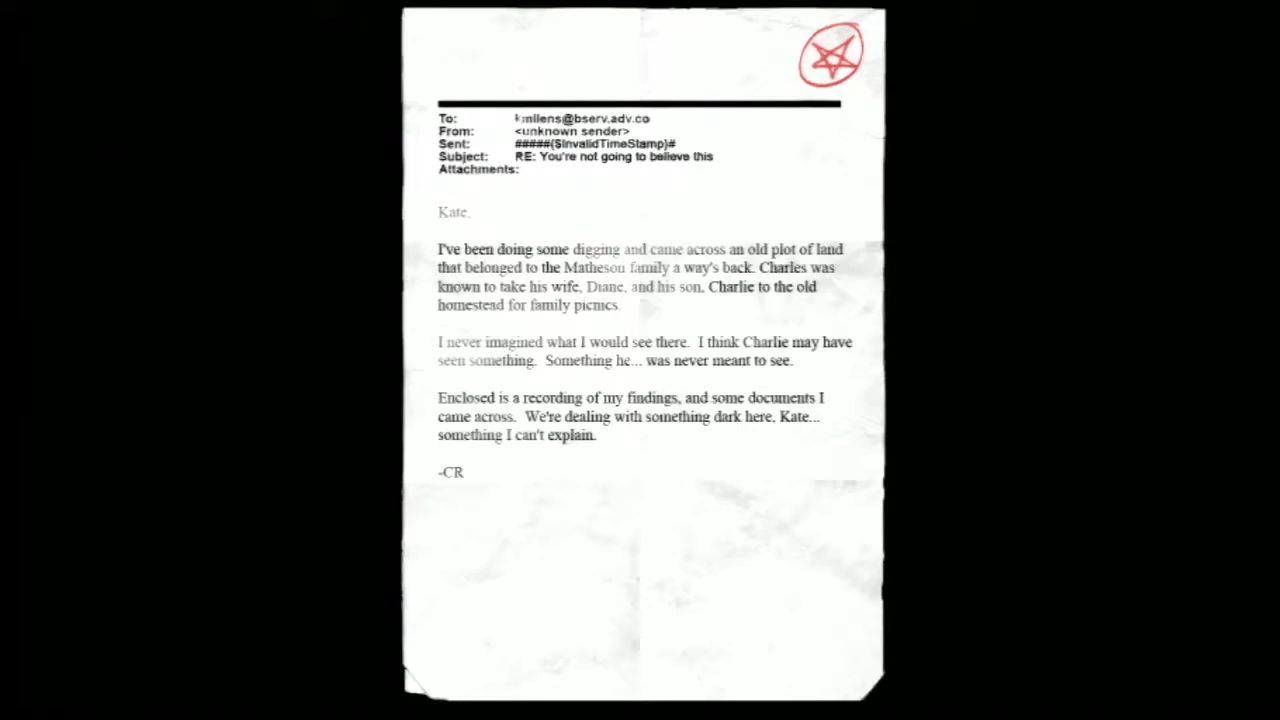 To: kmilens@bserv.adv.co
From: <unknown sender>
Sent: #####{$InvalidTimeStamp}#
Subject: RE: You're not going to believe this
Attachments:
Kate,
I've been doing some digging and came across an old plot of land
that belonged to the Matheson family a way's back. Charles was
known to take his wife, Diane, and his son, Charlie to the old
homestead for family picnics.
I never imagined what I would see there. I think Charlie may have
seen something. Something he... was never meant to see.
Enclosed is a recording of my findings, and some documents I
came across. We're dealing with something dark here, Kate...
something I can't explain.
-CR